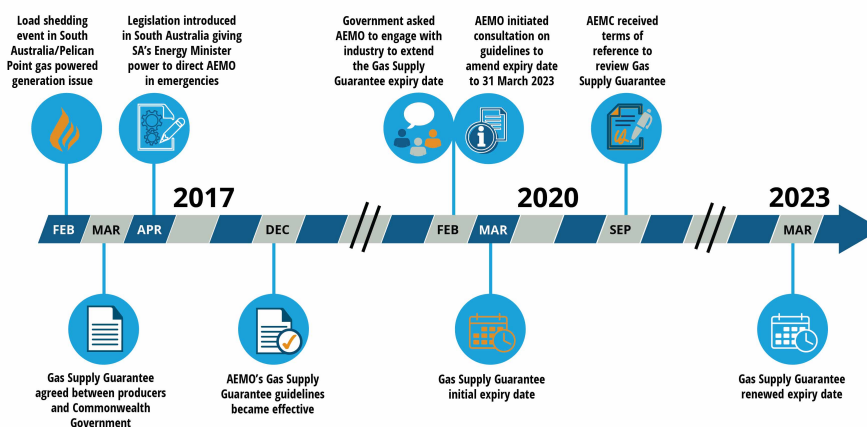 Load shedding
event in South
Australia/Pelican
Point gas powered
generation issue
Legislation introduced
in South Australia giving
SA's Energy Minister
power to direct AEMO
in emergencies
Government asked
AEMO to engage with
industry to extend
the Gas Supply
Guarantee expiry date
AEMO initiated
consultation on
guidelines to
amend expiry date
to 31 March 2023
AEMC received
terms of
reference to
review Gas
Supply Guarantee
2017
2020
2023
FEB
MAR
APR
DEC
FEB
MAR
SEP
MAR
Gas Supply Guarantee
agreed between producers
and Commonwealth
Government
AEMO's Gas Supply
Guarantee guidelines
became effective
Gas Supply Guarantee
initial expiry date
Gas Supply Guarantee
renewed expiry date